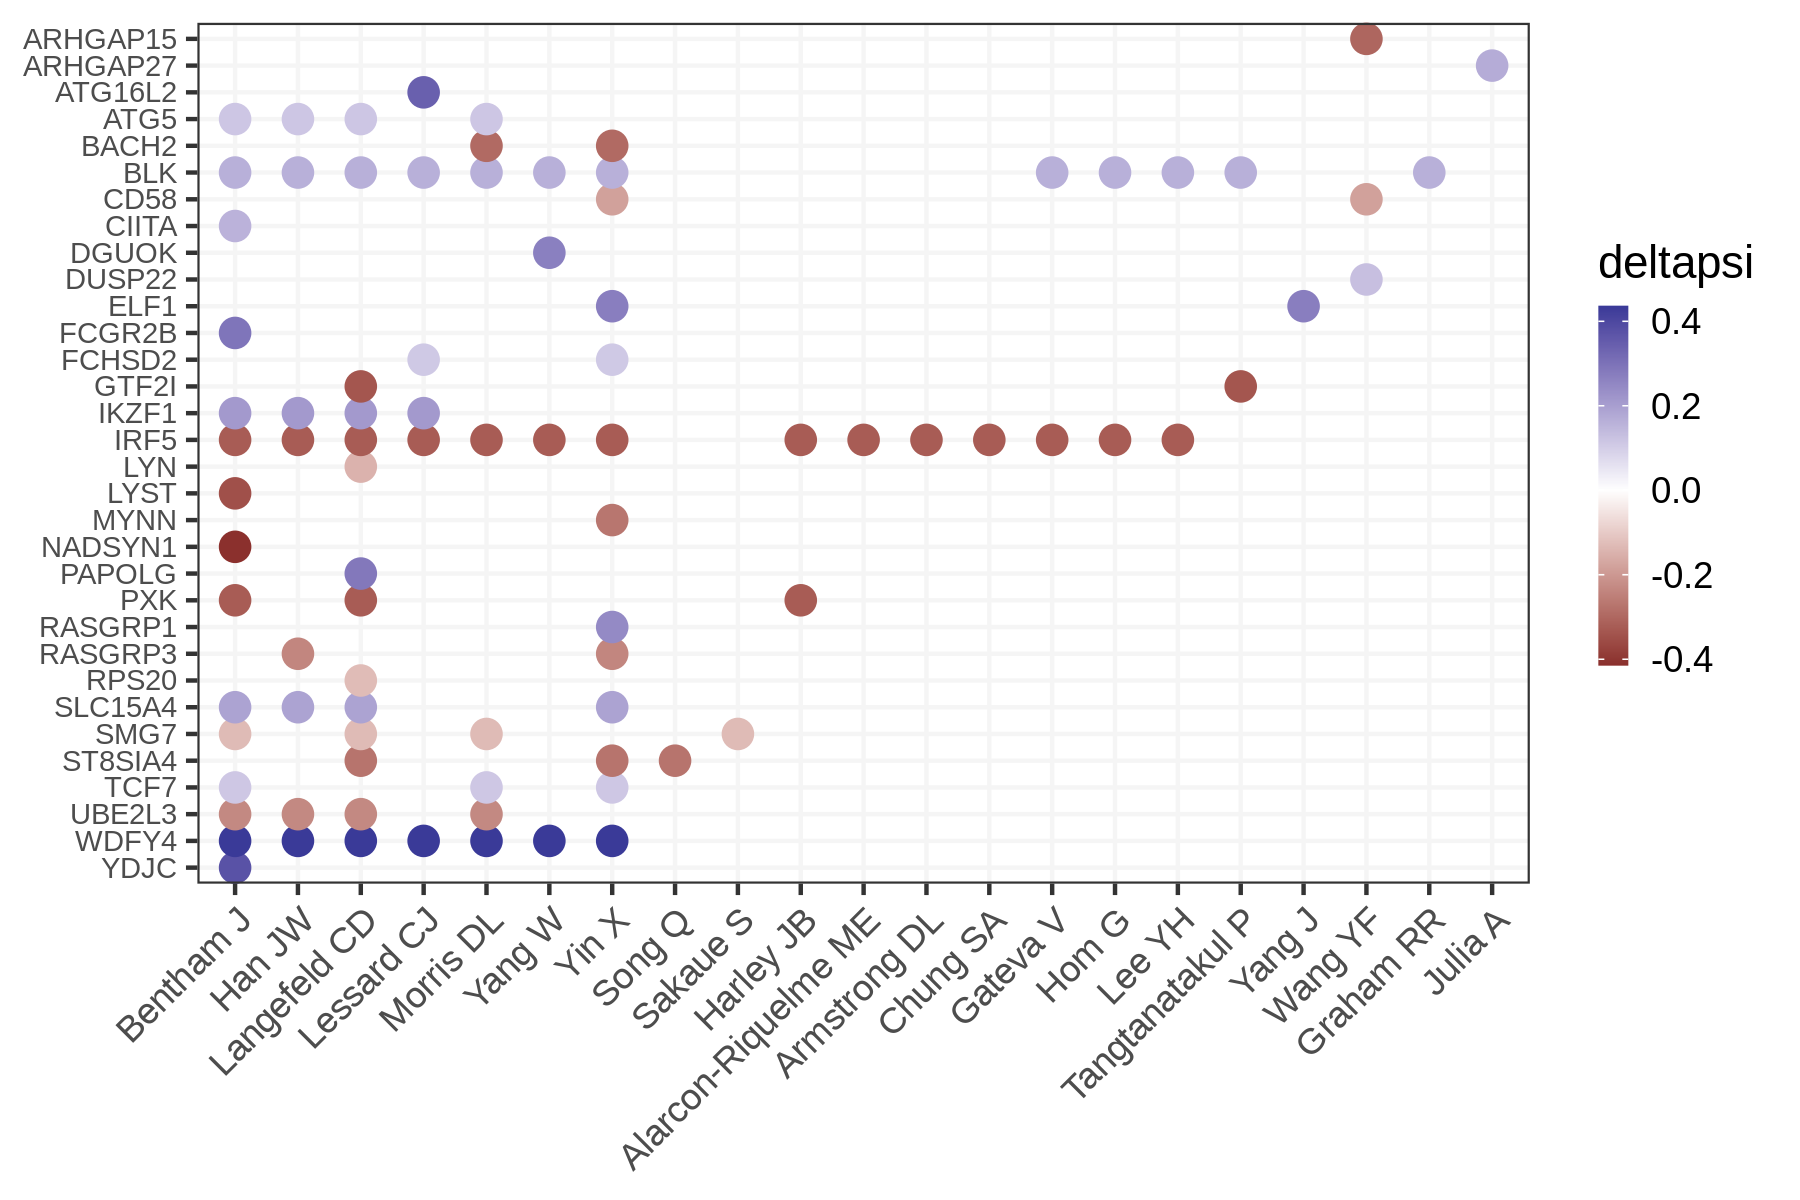 ARHGAP15
ARHGAP27
ATG16L2
ATG5
BACH2
BLK
CD58
CIITA
DGUOK
DUSP22
ELF1
FCGR2B
FCHSD2
GTF2I
IKZF1
IRF5
LYN
LYST
MYNN
NADSYN1
PAPOLG
PXK
RASGRP1
RASGRP3
RPS20
SLC15A4
SMG7
ST8SIA4
TCF7
UBE2L3
WDFY4
YDJC
Bentham J
Han JW
Langefeld CD
Lessard CJ
Morris DL
Yang W
Yin X
Song Q
Sakaue S
Harley JB
Alarcon-Riquelme ME
Armstrong DL
Chung SA
Gateva V
Hom G
Lee YH
Tangtanatakul P
Yang J
Wang YF
Graham RR
Julia A
deltapsi
0.4
0.2
0.0
-0.2
-0.4